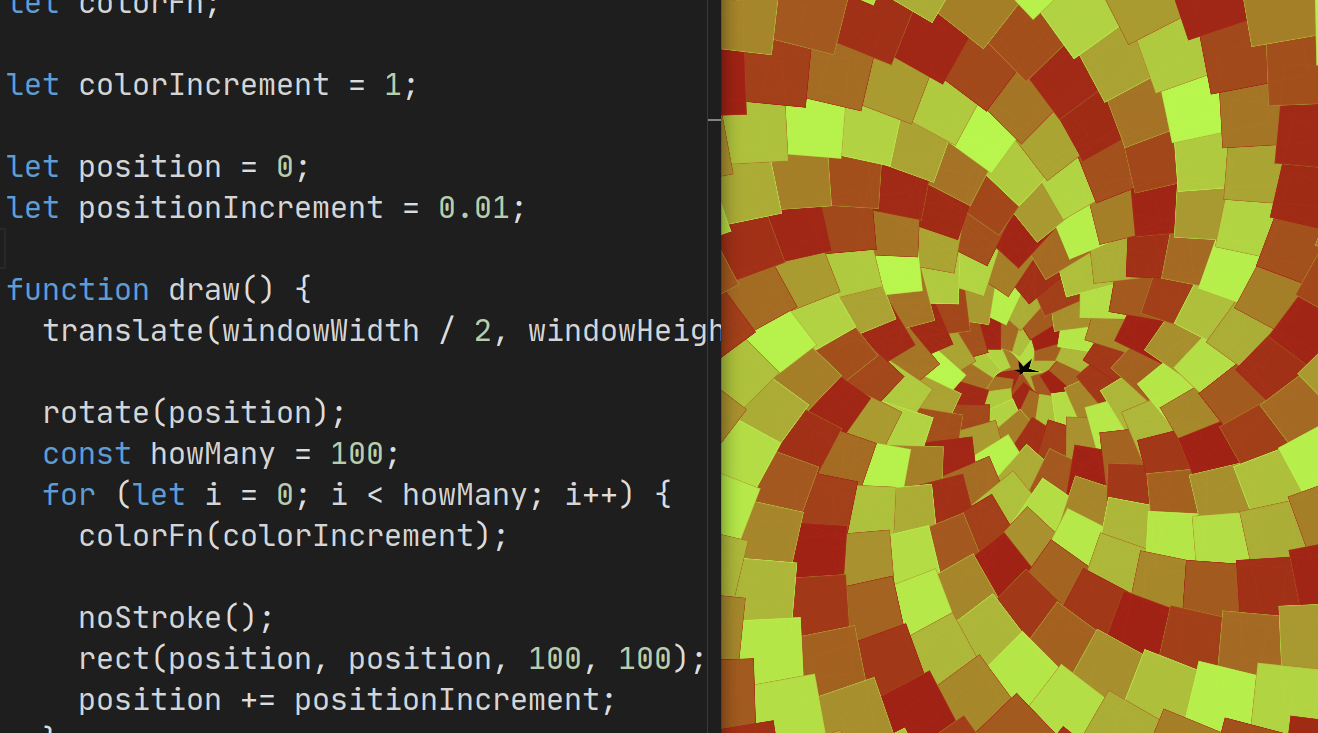 let colorFn;
let colorIncrement = 1;
let position = 0;
let positionIncrement = 0.01;
function draw() {
translate(windowWidth / 2, windowHeigh
rotate(position);
const howMany = 100;
for (let i = 0; i < howMany; i++) {
colorFn(colorIncrement);
noStroke();
rect(position, position, 100, 100);
position += positionIncrement;
}